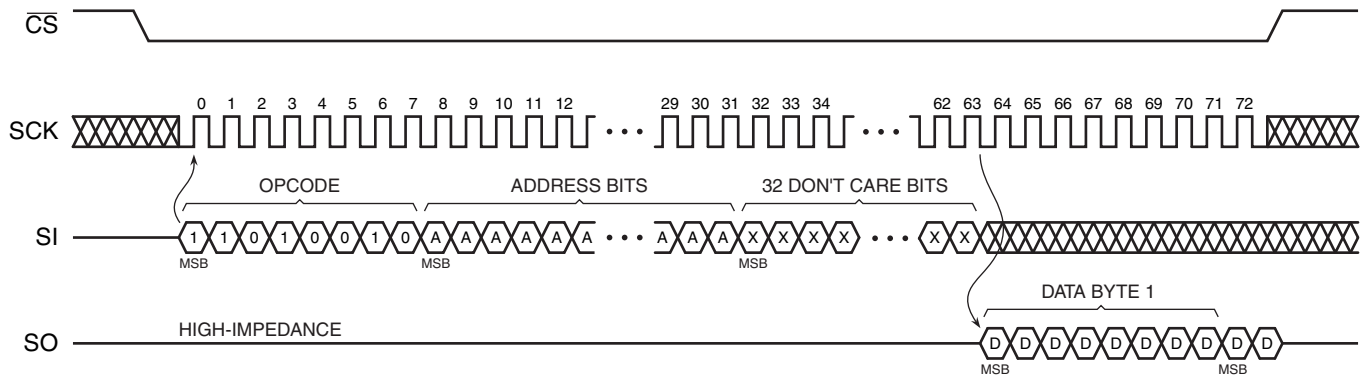 CS
0 1 2 3 4 5 6 7 8 9 10 11 12 29 30 31 32 33 34 62 63 64 65 66 67 68 69 70 71 72
SCK
OPCODE ADDRESS BITS 32 DON'T CARE BITS
SI 1 1 0 1 0 0 1 0 A A A A A A A A A X X X X X X
MSB MSB MSB
DATA BYTE 1
HIGH-IMPEDANCE
SO D D D D D D D D D D
MSB MSB